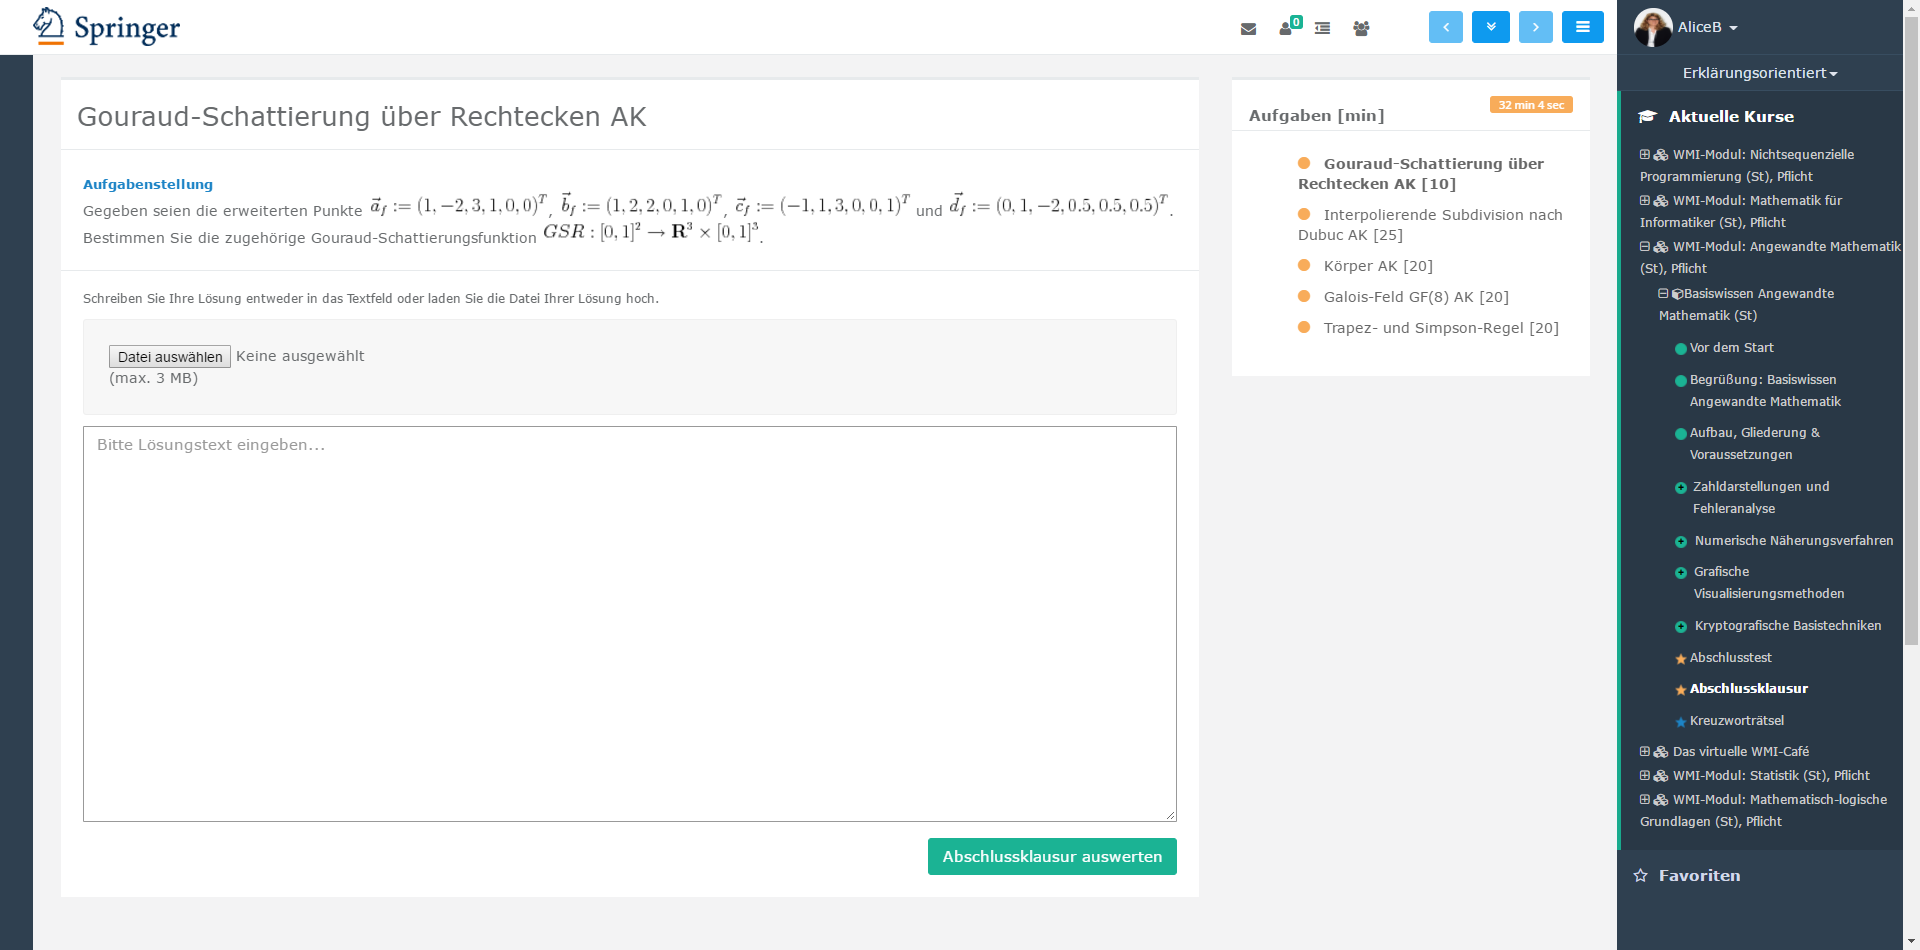 Springer
0
AliceB
Erklärungsorientiert
Gouraud-Schattierung über Rechtecken AK
Aufgabenstellung
Gegeben seien die erweiterten Punkte $\vec{a}_f := (1,-2,3,1,0,0)^T$, $\vec{b}_f := (1,2,2,0,1,0)^T$, $\vec{c}_f := (-1,1,3,0,0,1)^T$ und $\vec{d}_f := (0,1,-2,0.5,0.5,0.5)^T$.
Bestimmen Sie die zugehörige Gouraud-Schattierungsfunktion $GSR : [0,1]^2 \to \mathbf{R}^3 \times [0,1]^3$.
Schreiben Sie Ihre Lösung entweder in das Textfeld oder laden Sie die Datei Ihrer Lösung hoch.
Datei auswählen Keine ausgewählt
(max. 3 MB)
Bitte Lösungstext eingeben...
Abschlussklausur auswerten
32 min 4 sec
Aufgaben [min]
Gouraud-Schattierung über
Rechtecken AK [10]
Interpolierende Subdivision nach
Dubuc AK [25]
Körper AK [20]
Galois-Feld GF(8) AK [20]
Trapez- und Simpson-Regel [20]
Aktuelle Kurse
WMI-Modul: Nichtsequenzielle
Programmierung (St), Pflicht
WMI-Modul: Mathematik für
Informatiker (St), Pflicht
WMI-Modul: Angewandte Mathematik
(St), Pflicht
Basiswissen Angewandte
Mathematik (St)
Vor dem Start
Begrüßung: Basiswissen
Angewandte Mathematik
Aufbau, Gliederung &
Voraussetzungen
Zahldarstellungen und
Fehleranalyse
Numerische Näherungsverfahren
Grafische
Visualisierungsmethoden
Kryptografische Basistechniken
Abschlusstest
Abschlussklausur
Kreuzworträtsel
Das virtuelle WMI-Café
WMI-Modul: Statistik (St), Pflicht
WMI-Modul: Mathematisch-logische
Grundlagen (St), Pflicht
Favoriten